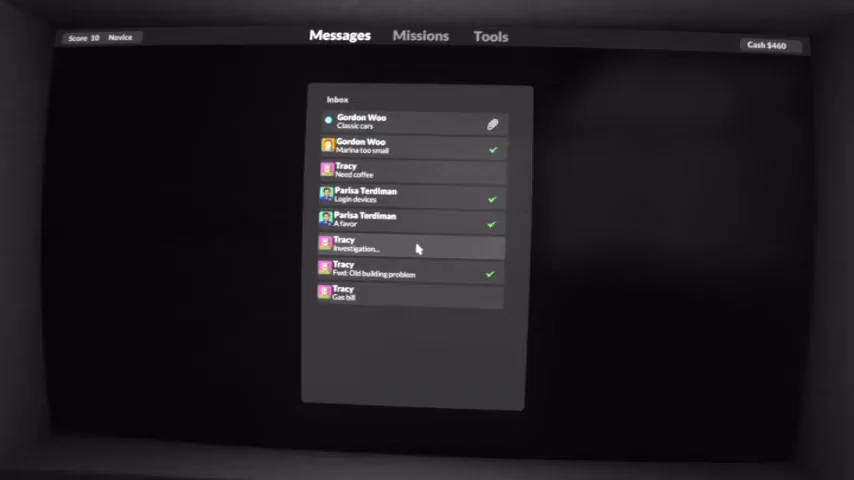 Score 10 Novice
Messages Missions Tools
Cash $460
Inbox
Gordon Woo
Classic cars
Gordon Woo
Marina too small
Tracy
Need coffee
Parisa Terdiman
Login devices
Parisa Terdiman
A favor
Tracy
Investigation...
Tracy
Fwd: Old building problem
Tracy
Gas bill